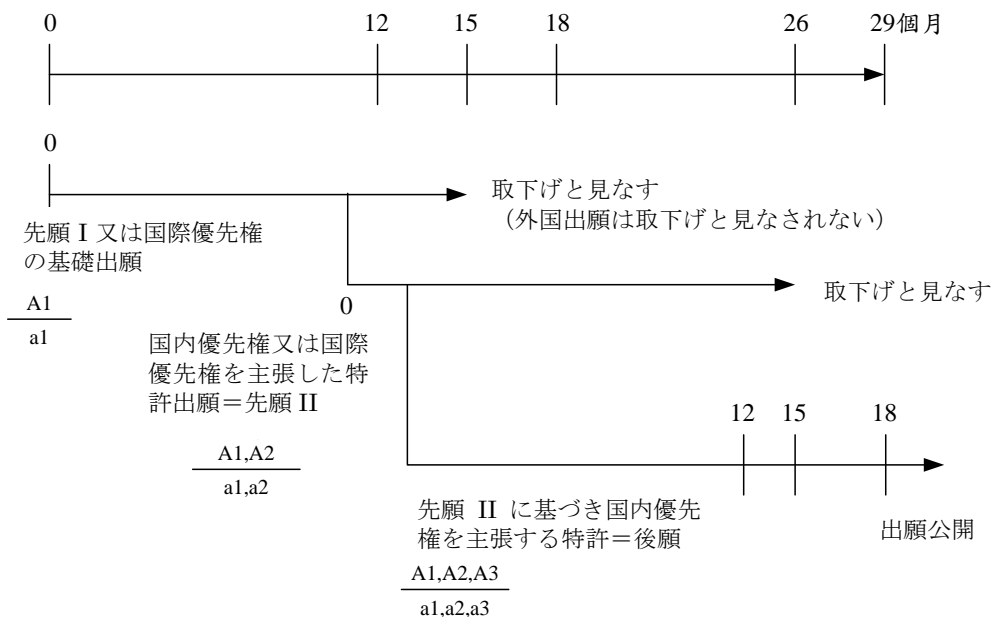 0 12 15 18 26 29個月
0
取下げと見なす
（外国出願は取下げと見なされない）
先願 I 又は国際優先権
の基礎出願
A1
a1
取下げと見なす
0
国内優先権又は国際
優先権を主張した特
許出願＝先願 II
A1,A2
a1,a2
12 15 18
先願 II に基づき国内優先
権を主張する特許＝後願
出願公開
A1,A2,A3
a1,a2,a3